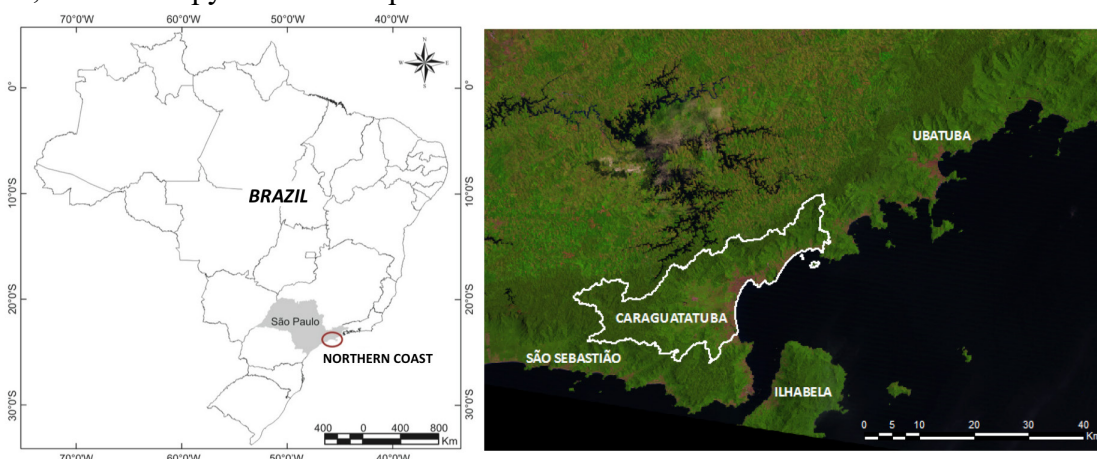 70°0'W 60°0'W 50°0'W 40°0'W
N
W E
S
0° 0°
10°0'S 10°0'S
20°0'S 20°0'S
30°0'S 30°0'S
BRAZIL
São Paulo
NORTHERN COAST
400 0 400 800
Km
70°0'W 60°0'W 50°0'W 40°0'W
UBATUBA
CARAGUATATUBA
SÃO SEBASTIÃO
ILHABELA
0 5 10 20 30 40